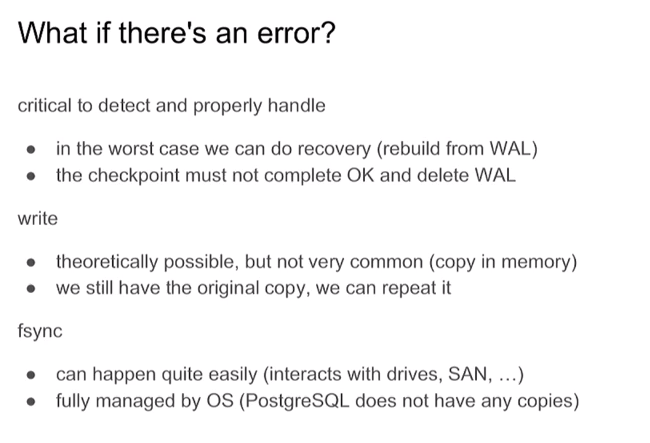 What if there's an error?
critical to detect and properly handle
● in the worst case we can do recovery (rebuild from WAL)
● the checkpoint must not complete OK and delete WAL
write
● theoretically possible, but not very common (copy in memory)
● we still have the original copy, we can repeat it
fsync
● can happen quite easily (interacts with drives, SAN, ...)
● fully managed by OS (PostgreSQL does not have any copies)